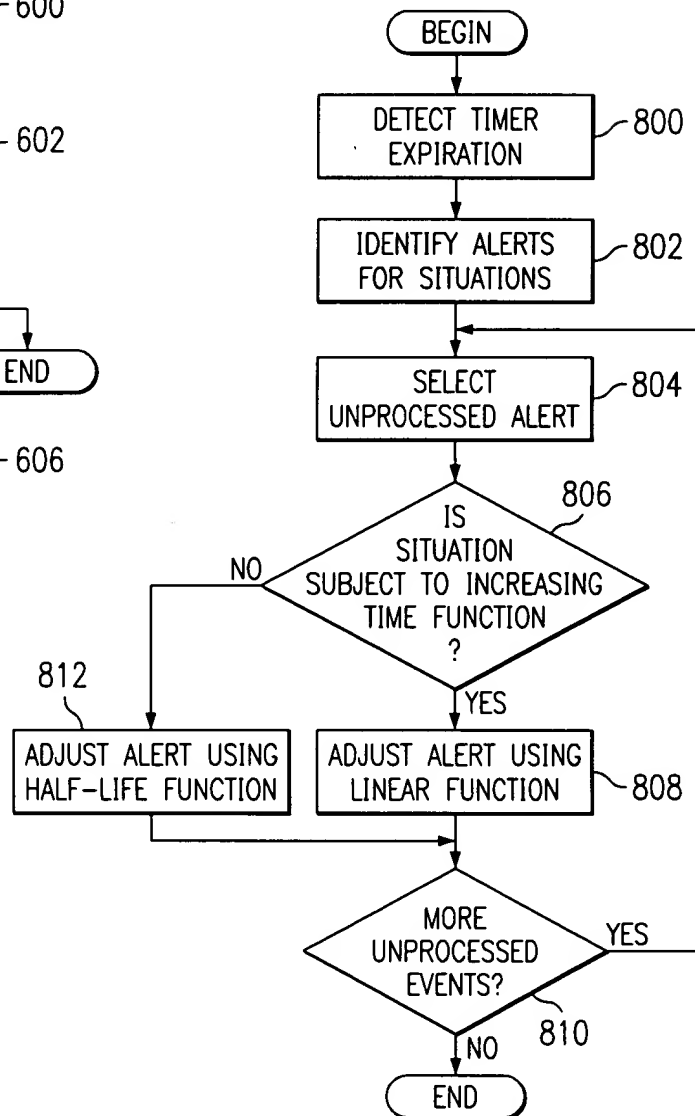 600
602
END
606
BEGIN
DETECT TIMER
EXPIRATION
800
IDENTIFY ALERTS
FOR SITUATIONS
802
SELECT
UNPROCESSED ALERT
804
806
IS
SITUATION
SUBJECT TO INCREASING
TIME FUNCTION
?
NO
YES
812
ADJUST ALERT USING
HALF-LIFE FUNCTION
ADJUST ALERT USING
LINEAR FUNCTION
808
MORE
UNPROCESSED
EVENTS?
YES
810
NO
END